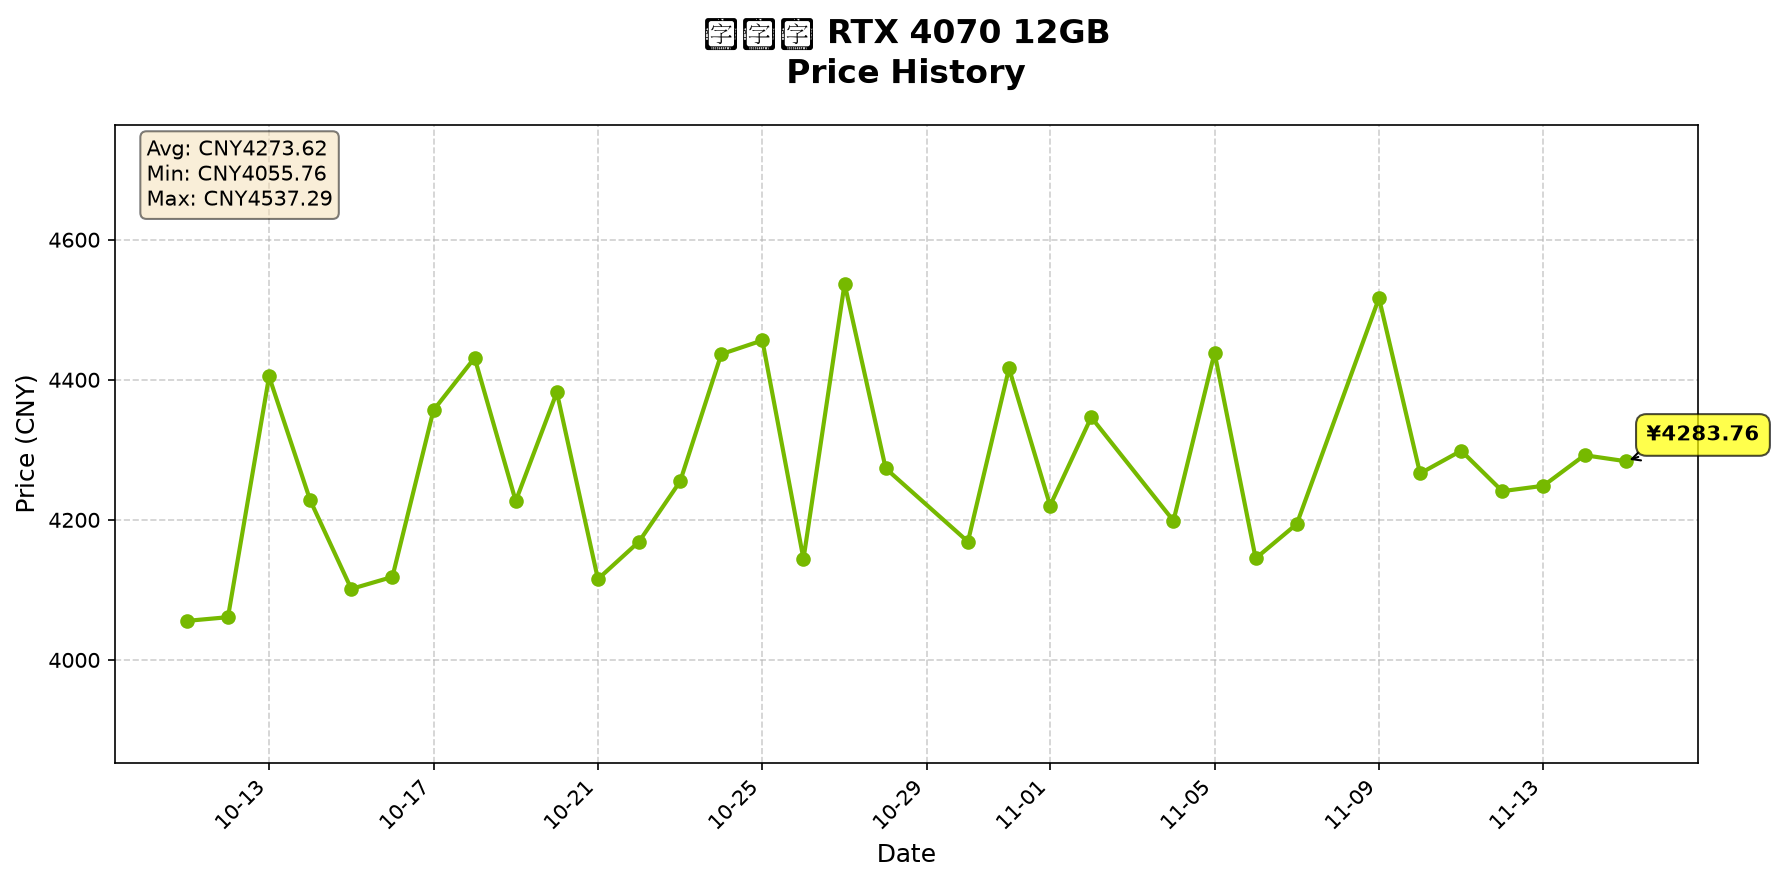 RTX 4070 12GB
Price History
Avg: CNY4273.62
Min: CNY4055.76
Max: CNY4537.29
4600
4400
4200
4000
Price (CNY)
¥4283.76
10-13
10-17
10-21
10-25
10-29
11-01
11-05
11-09
11-13
Date